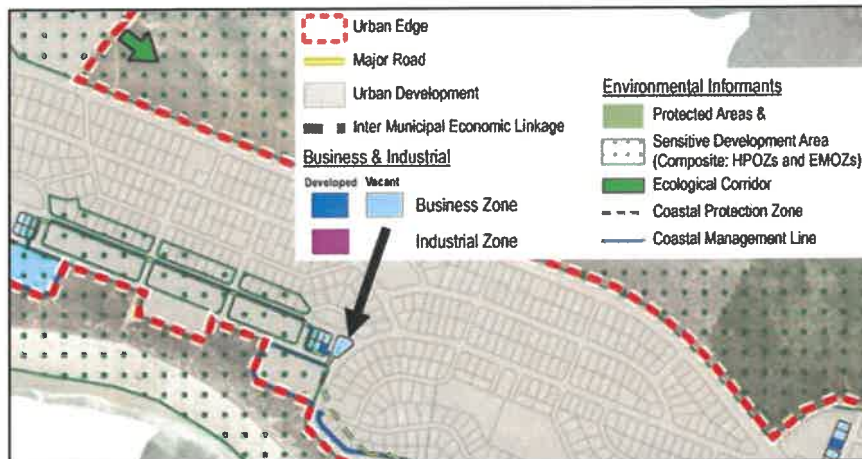 Urban Edge
Major Road
Urban Development
Inter Municipal Economic Linkage
Business & Industrial
Developed Vacant
Business Zone
Industrial Zone
Environmental Informants
Protected Areas &
Sensitive Development Area
(Composite: HPOZs and EMOZs)
Ecological Corridor
Coastal Protection Zone
Coastal Management Line